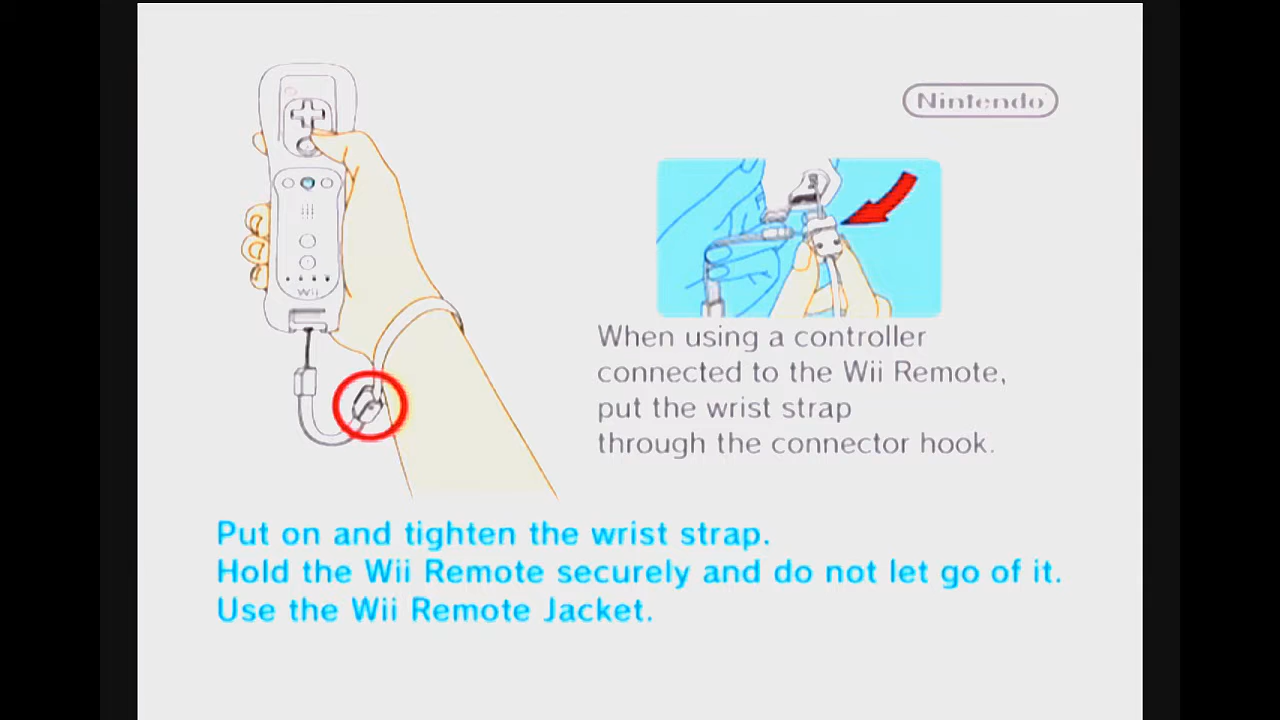 Nintendo
Wii
When using a controller
connected to the Wii Remote,
put the wrist strap
through the connector hook.
Put on and tighten the wrist strap.
Hold the Wii Remote securely and do not let go of it.
Use the Wii Remote Jacket.